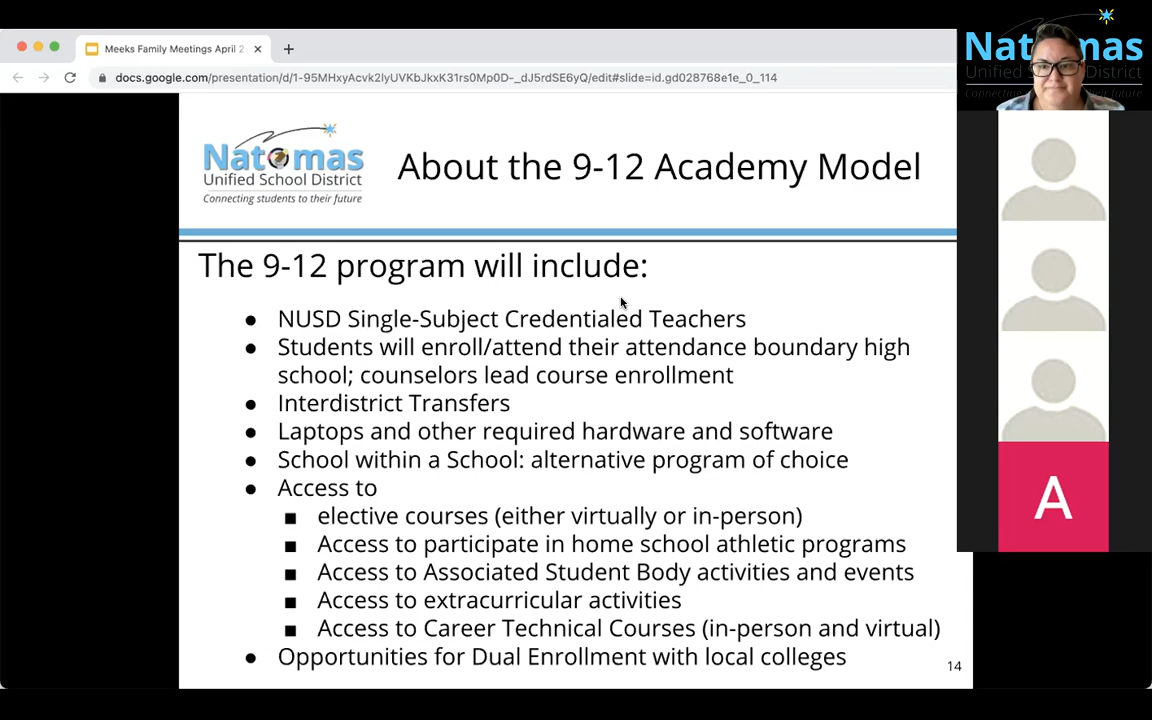 Meeks Family Meetings April 2
docs.google.com/presentation/d/1-95MHxyAcvk2lyUVKbJkxK31rs0Mp0D-_dJ5rdSE6yQ/edit#slide=id.gd028768e1e_0_114
Natomas
Unified School District
Connecting students to their future
About the 9-12 Academy Model
The 9-12 program will include:
● NUSD Single-Subject Credentialed Teachers
● Students will enroll/attend their attendance boundary high
school; counselors lead course enrollment
● Interdistrict Transfers
● Laptops and other required hardware and software
● School within a School: alternative program of choice
● Access to
■ elective courses (either virtually or in-person)
■ Access to participate in home school athletic programs
■ Access to Associated Student Body activities and events
■ Access to extracurricular activities
■ Access to Career Technical Courses (in-person and virtual)
● Opportunities for Dual Enrollment with local colleges
14
Nat mas
Unified District
Connecting future
A